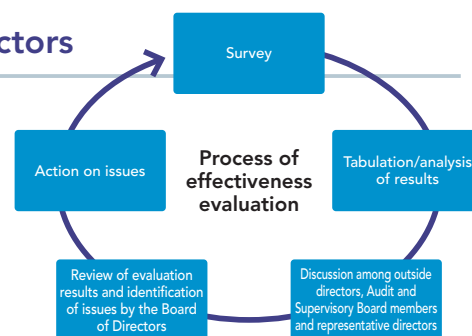 ctors
Survey
Tabulation/analysis
of results
Discussion among outside
directors, Audit and
Supervisory Board members
and representative directors
Review of evaluation
results and identification
of issues by the Board
of Directors
Action on issues
Process of
effectiveness
evaluation